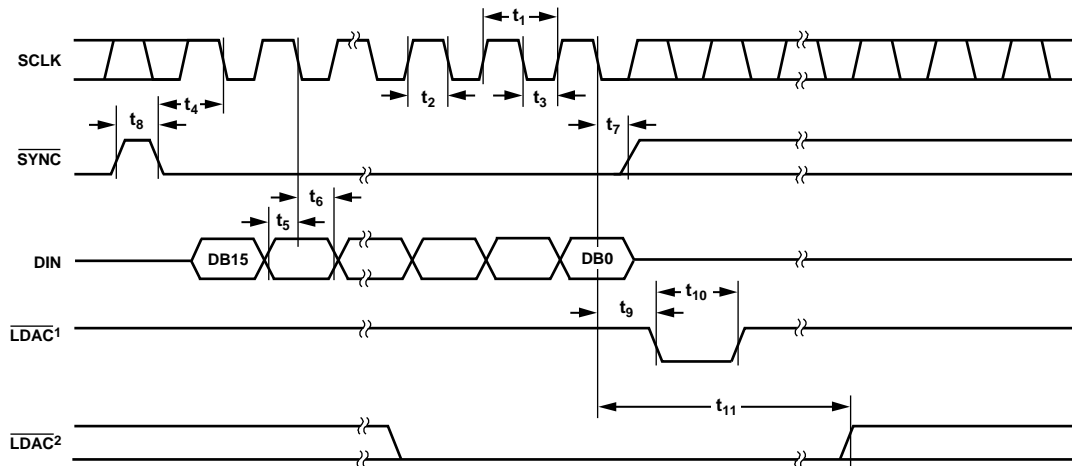 t1
SCLK
t2
t3
t4
t8
t7
SYNC
t6
t5
DIN
DB15
DB0
t10
t9
LDAC1
t11
LDAC2